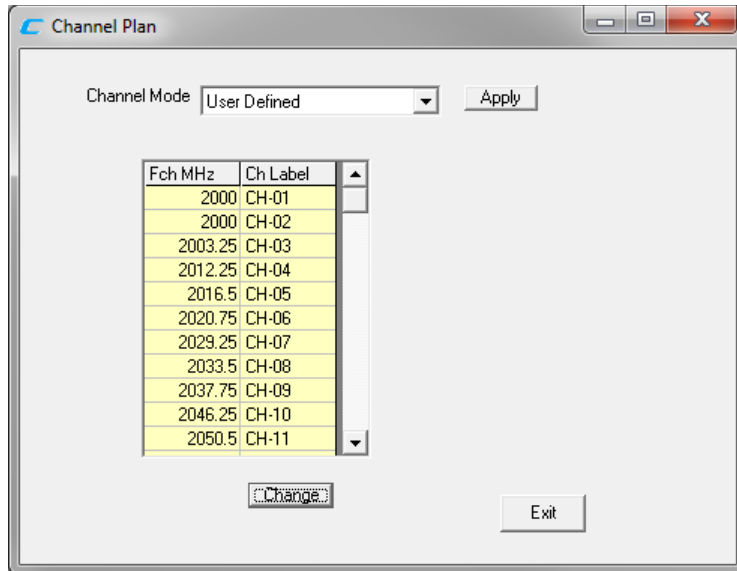 Channel Plan
Channel Mode User Defined Apply
Fch MHz Ch Label
2000 CH-01
2000 CH-02
2003.25 CH-03
2012.25 CH-04
2016.5 CH-05
2020.75 CH-06
2029.25 CH-07
2033.5 CH-08
2037.75 CH-09
2046.25 CH-10
2050.5 CH-11
Change
Exit